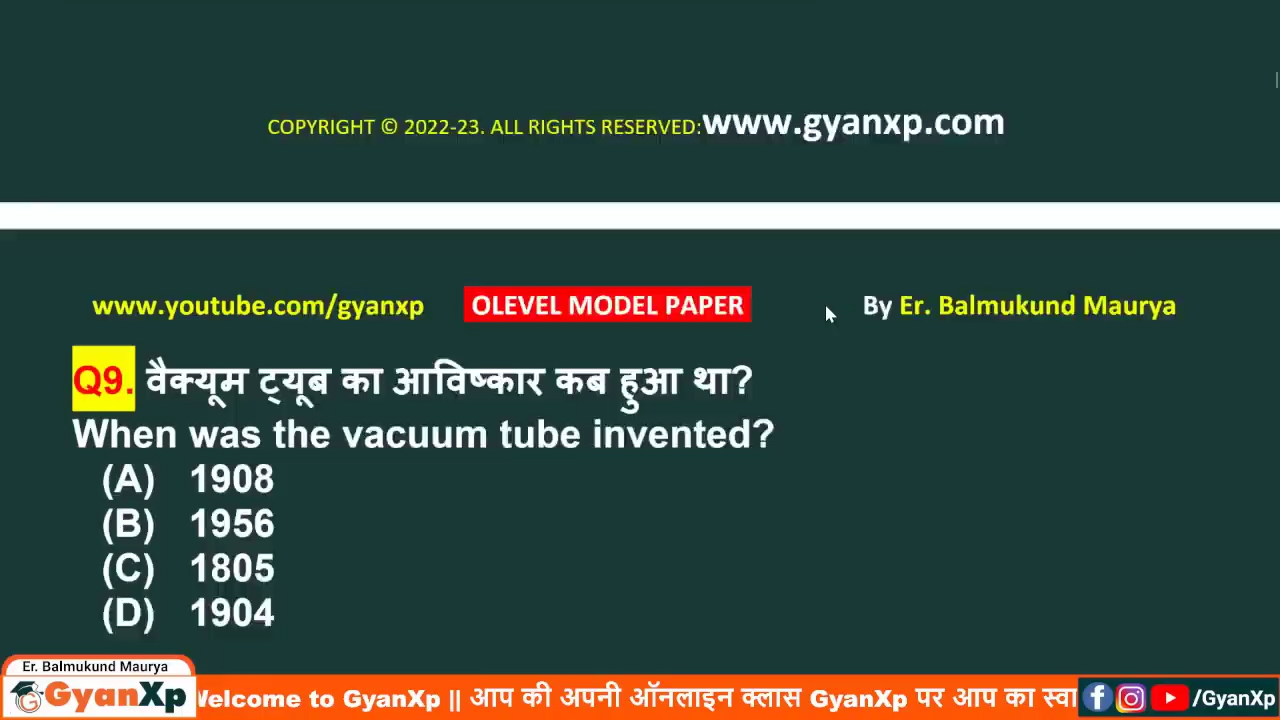 COPYRIGHT © 2022-23. ALL RIGHTS RESERVED:www.gyanxp.com
www.youtube.com/gyanxp OLEVEL MODEL PAPER By Er. Balmukund Maurya
Q9. वैक्यूम ट्यूब का आविष्कार कब हुआ था?
When was the vacuum tube invented?
(A) 1908
(B) 1956
(C) 1805
(D) 1904
Er. Balmukund Maurya
GyanXp Welcome to GyanXp || आप की अपनी ऑनलाइन क्लास GyanXp पर आप का स्वा /GyanXp